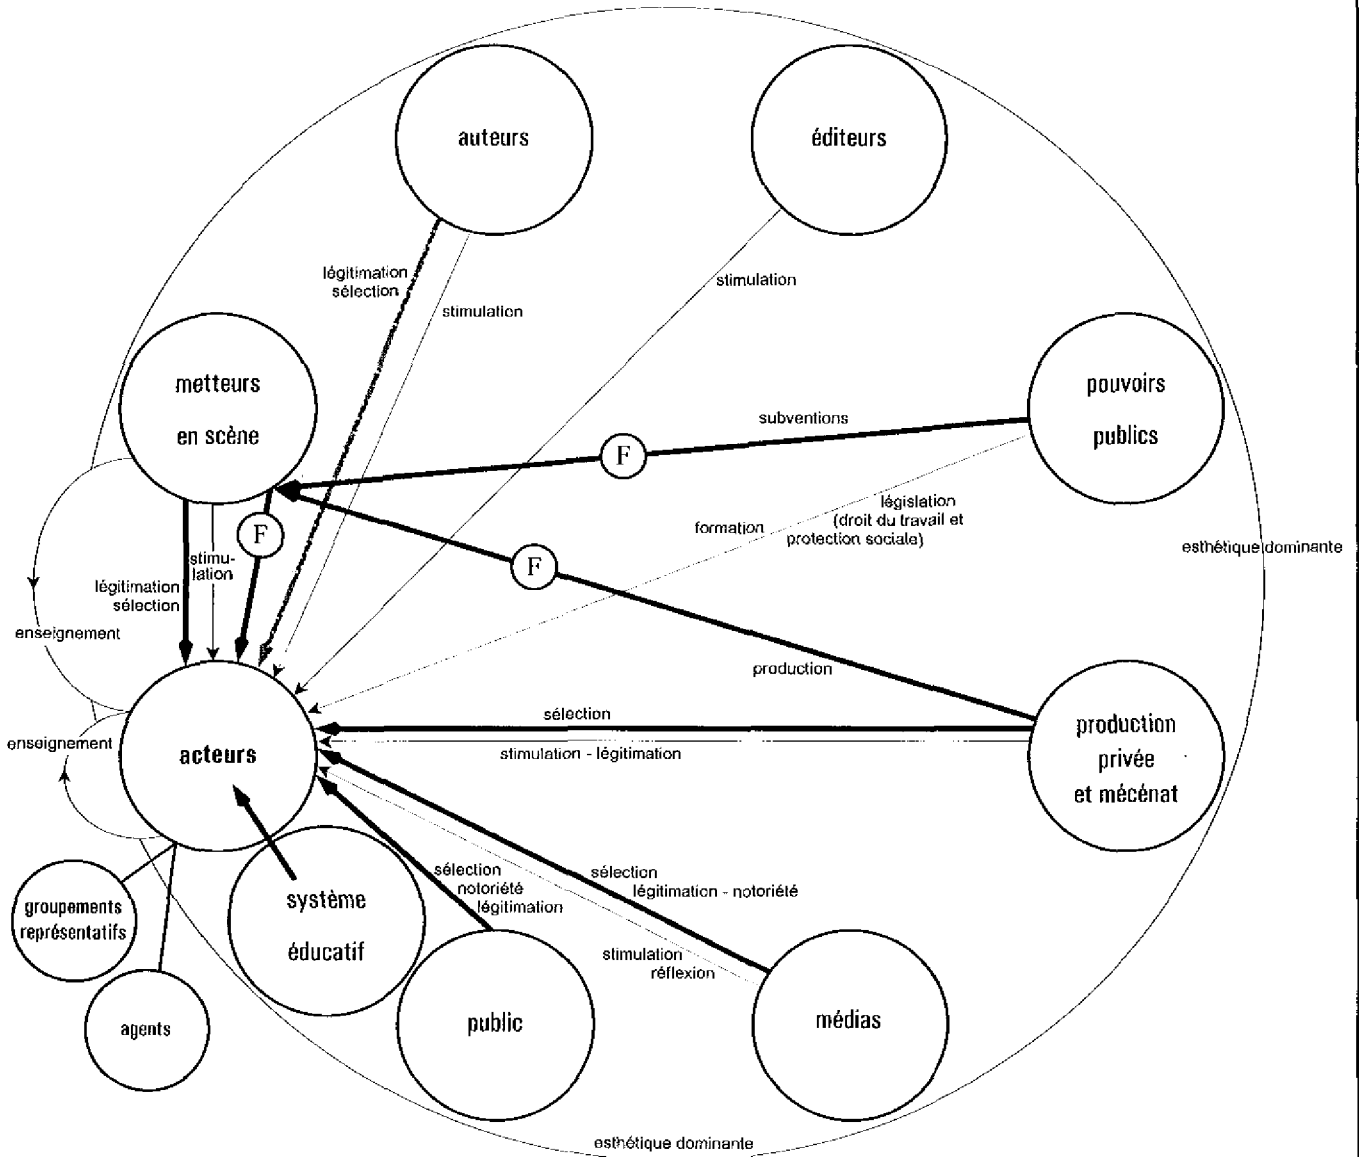 auteurs
éditeurs
légitimation
sélection
stimulation
stimulation
metteurs
en scène
pouvoirs
publics
subventions
F
F
F
législation
(droit du travail et
protection sociale)
formation
esthétique dominante
stimu-
lation
légitimation
sélection
enseignement
production
sélection
stimulation - légitimation
production
privée
et mécénat
enseignement
acteurs
sélection
notoriété
légitimation
sélection
légitimation - notoriété
stimulation
réflexion
groupements
représentatifs
système
éducatif
agents
public
médias
esthétique dominante